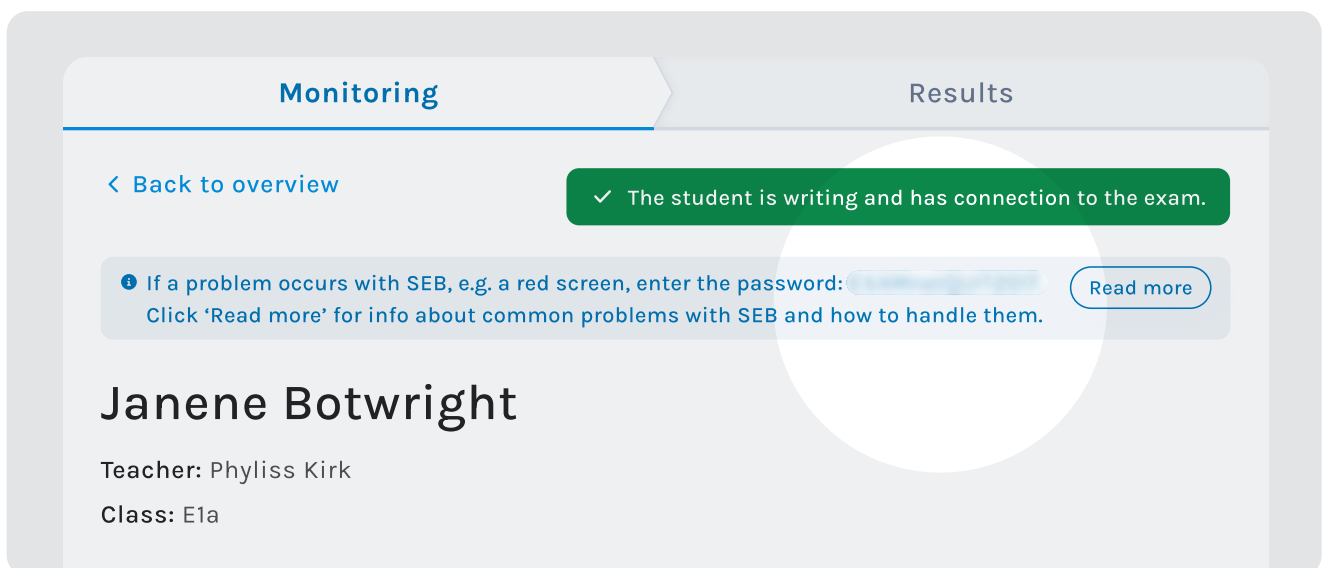 Monitoring
Results
Back to overview
The student is writing and has connection to the exam.
If a problem occurs with SEB, e.g. a red screen, enter the password:
Read more
Click ‘Read more’ for info about common problems with SEB and how to handle them.
Janene Botwright
Teacher: Phyliss Kirk
Class: E1a